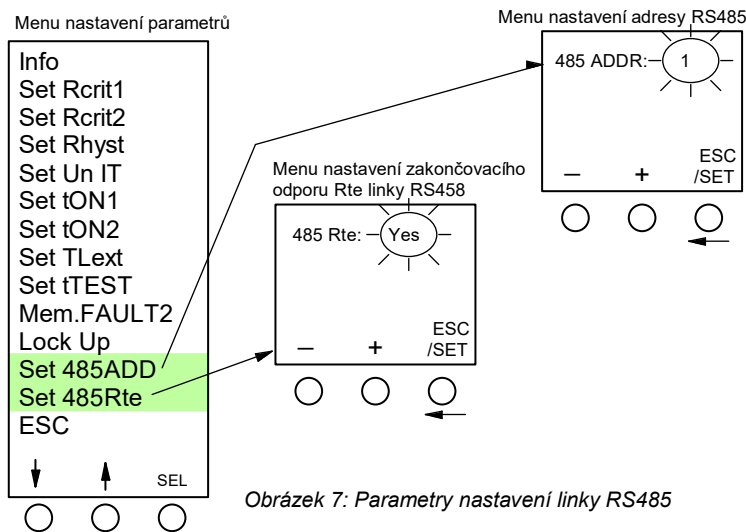 Menu nastavení parametrů
Info
Set Rcrit1
Set Rcrit2
Set Rhyst
Set Un IT
Set tON1
Set tON2
Set TLext
Set tTEST
Mem.FAULT2
Lock Up
Set 485ADD
Set 485Rte
ESC
SEL
Menu nastavení zakončovacího
odporu Rte linky RS458
485 Rte: Yes
ESC
– + /SET
Menu nastavení adresy RS485
485 ADDR: 1
ESC
– + /SET
Obrázek 7: Parametry nastavení linky RS485